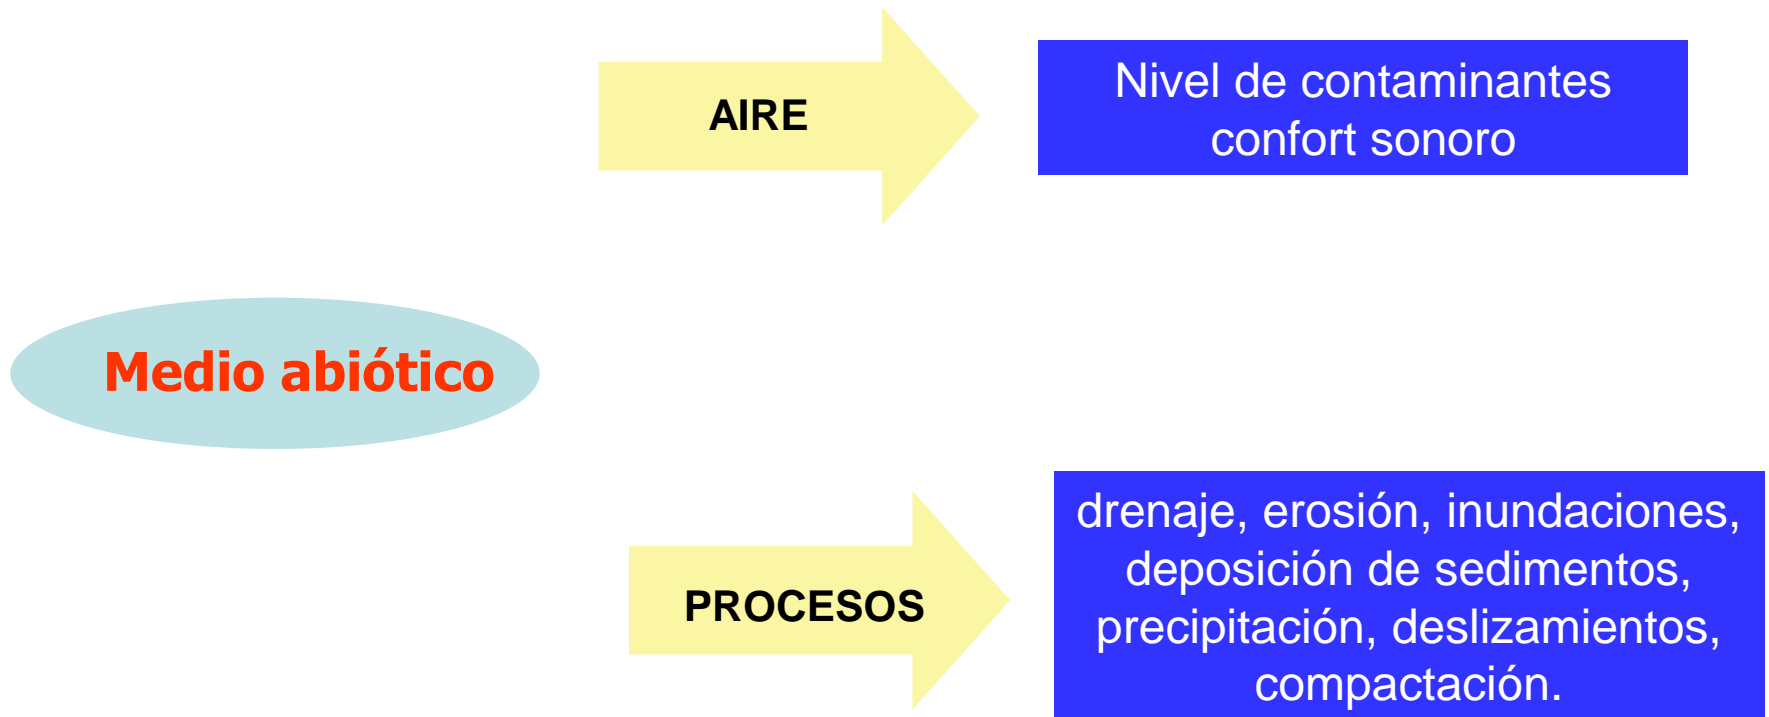 AIRE
Nivel de contaminantes
confort sonoro
Medio abiótico
PROCESOS
drenaje, erosión, inundaciones,
deposición de sedimentos,
precipitación, deslizamientos,
compactación.